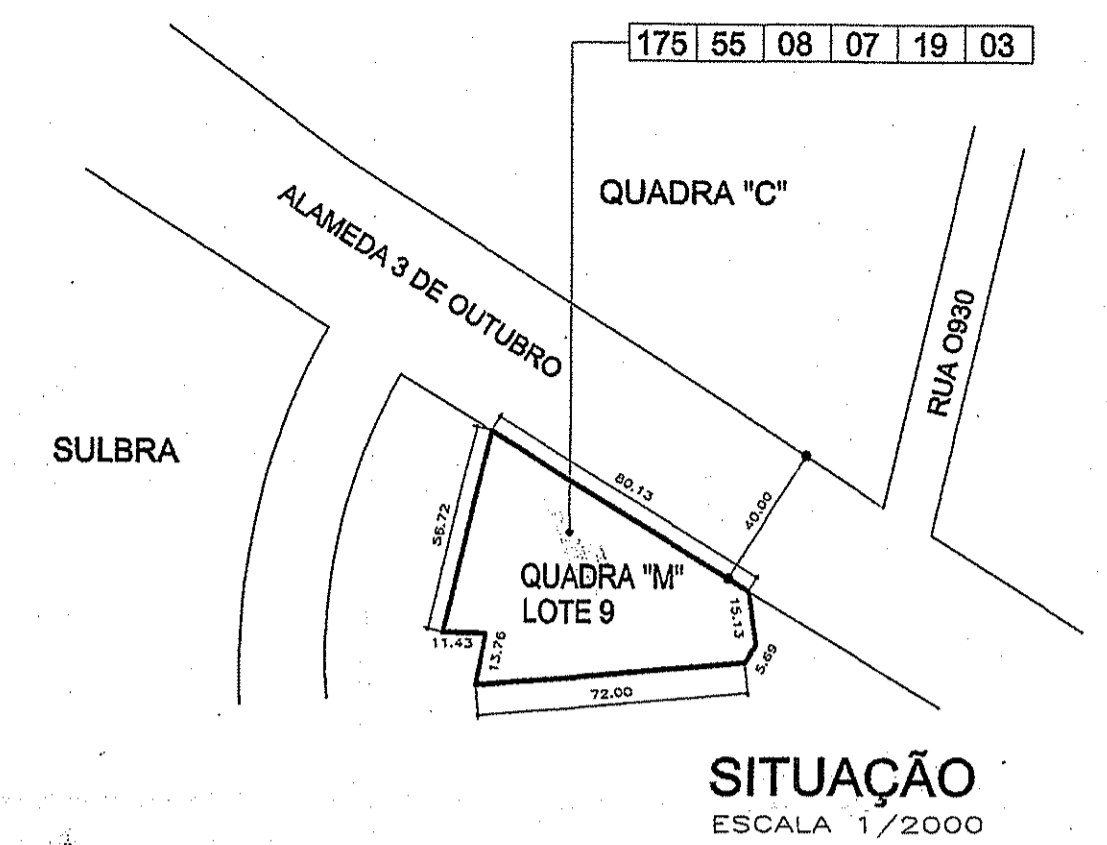 175 55 08 07 19 03
QUADRA "C"
ALAMEDA 3 DE OUTUBRO
RUA O930
SULBRA
80.13
40.00
56.72
QUADRA "M"
LOTE 9
15.13
11.43
13.76
5.69
72.00
SITUAÇÃO
ESCALA 1/2000